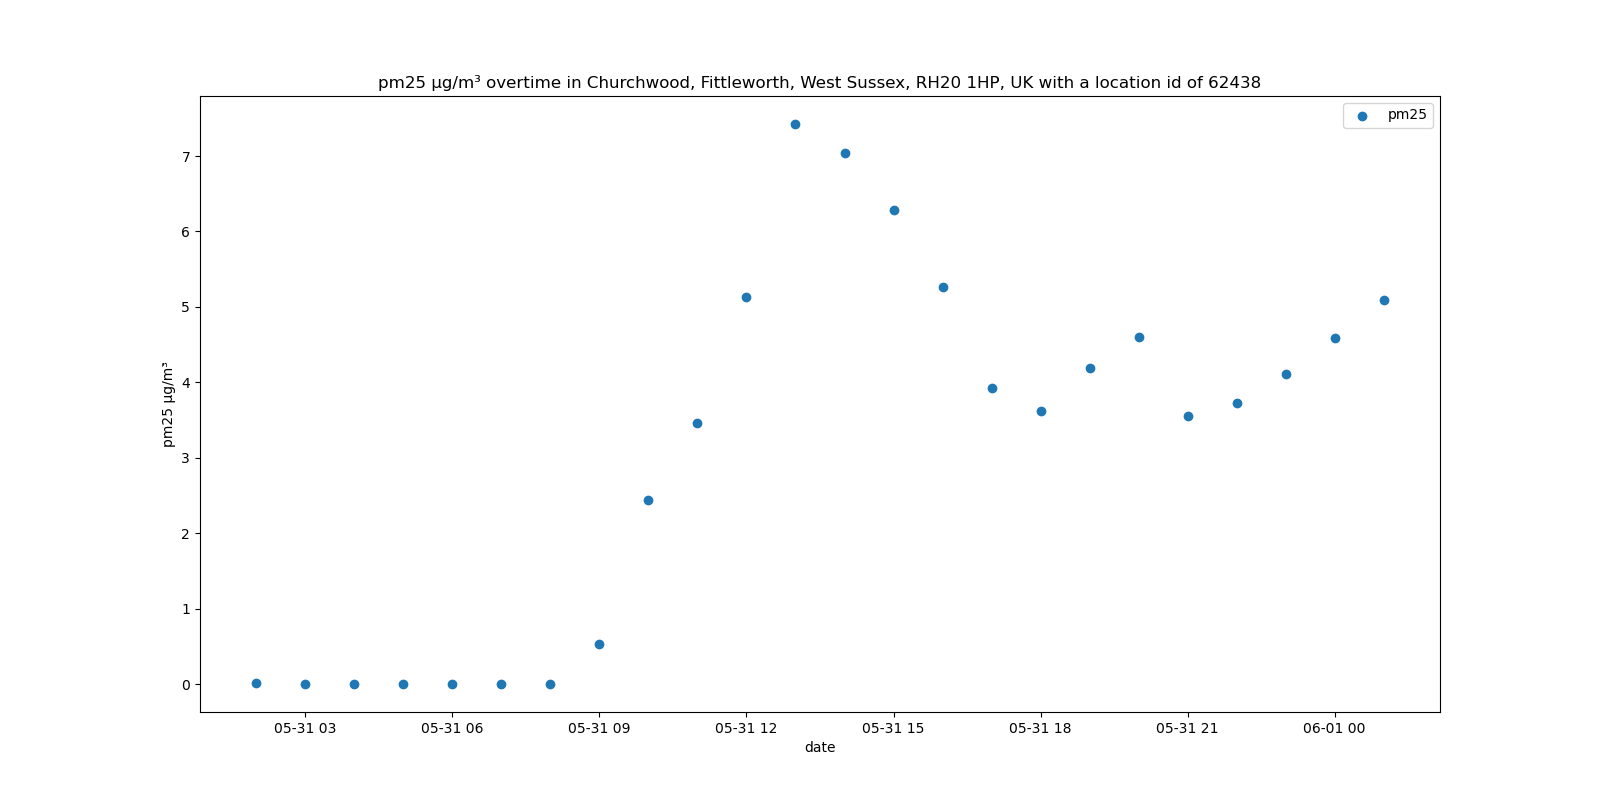 pm25 µg/m³ overtime in Churchwood, Fittleworth, West Sussex, RH20 1HP, UK with a location id of 62438
pm25
7
6
5
4
3
2
1
0
pm25 µg/m³
05-31 03 05-31 06 05-31 09 05-31 12 05-31 15 05-31 18 05-31 21 06-01 00
date